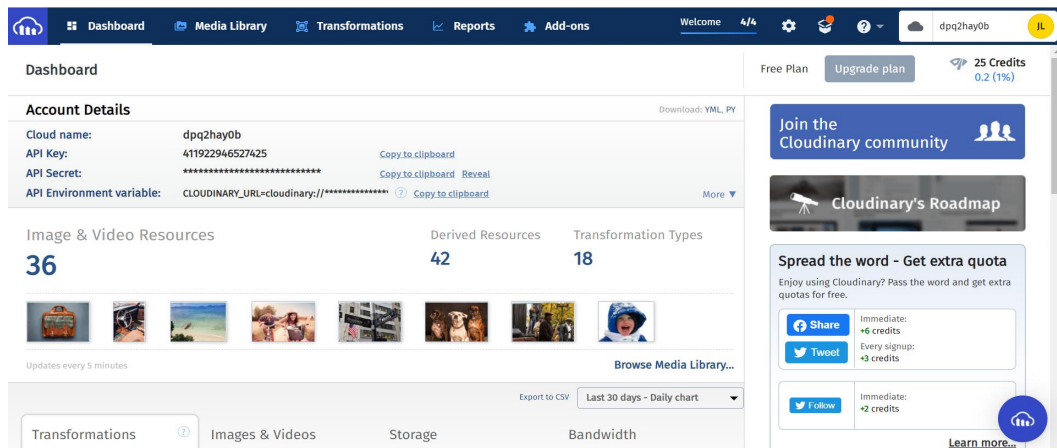 Dashboard
Media Library
Transformations
Reports
Add-ons
Welcome 4/4
dpq2hay0b
JL
Dashboard
Free Plan
Upgrade plan
25 Credits
0.2 (1%)
Account Details
Download: YML, PY
Cloud name: dpq2hay0b
API Key: 411922946527425 Copy to clipboard
API Secret: *************************** Copy to clipboard Reveal
API Environment variable: CLOUDINARY_URL=cloudinary://*************** ? Copy to clipboard
More ▼
Image & Video Resources
36
Derived Resources
42
Transformation Types
18
Updates every 5 minutes
Browse Media Library...
Export to CSV
Last 30 days - Daily chart
Transformations ?
Images & Videos
Storage
Bandwidth
Join the
Cloudinary community
Cloudinary's Roadmap
Spread the word - Get extra quota
Enjoy using Cloudinary? Pass the word and get extra
quotas for free.
Share
Immediate:
+6 credits
Tweet
Every signup:
+3 credits
Follow
Immediate:
+2 credits
Learn more...